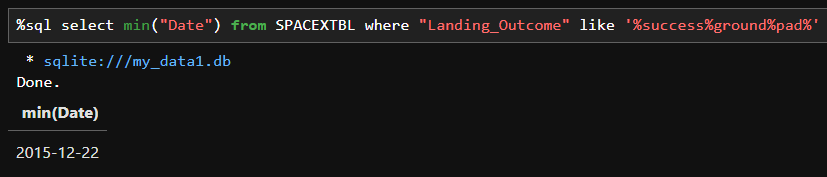 %sql select min("Date") from SPACEXTBL where "Landing_Outcome" like '%success%ground%pad%'
* sqlite:///my_data1.db
Done.
min(Date)
2015-12-22